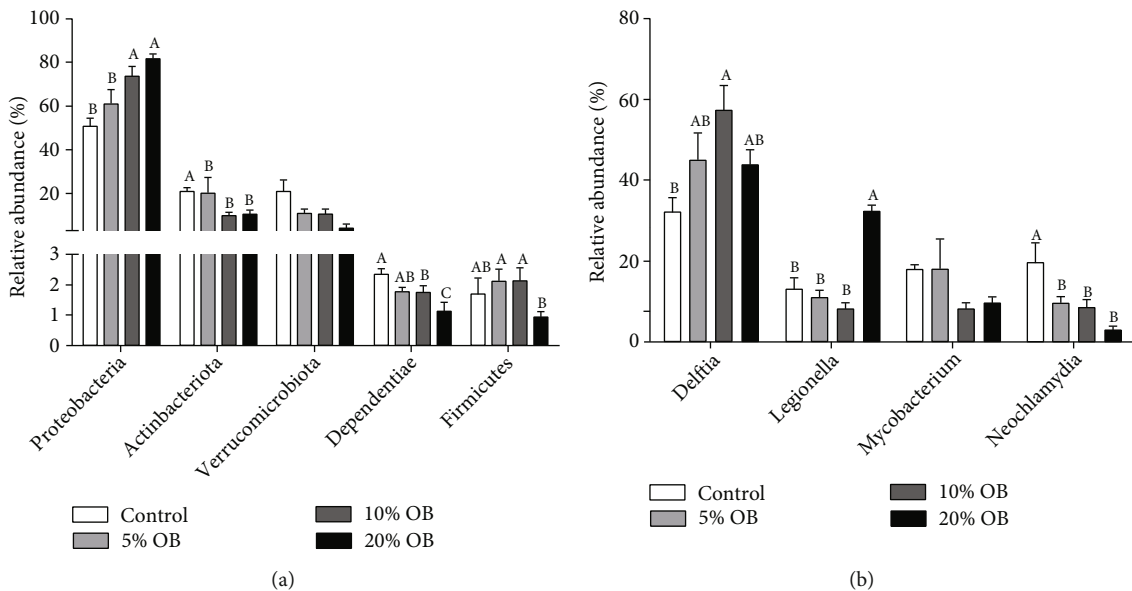 100
80
60
40
20
3
2
1
0
Relative abundance (%)
B
B
A
A
A
B
B
B
A
AB
B
C
AB
A
A
B
Proteobacteria
Actinbacteriota
Verrucomicrobiota
Dependentiae
Firmicutes
Control
5% OB
10% OB
20% OB
(a)
80
60
40
20
0
Relative abundance (%)
B
AB
A
AB
B
B
B
A
A
B
B
B
Delftia
Legionella
Mycobacterium
Neochlamydia
Control
5% OB
10% OB
20% OB
(b)